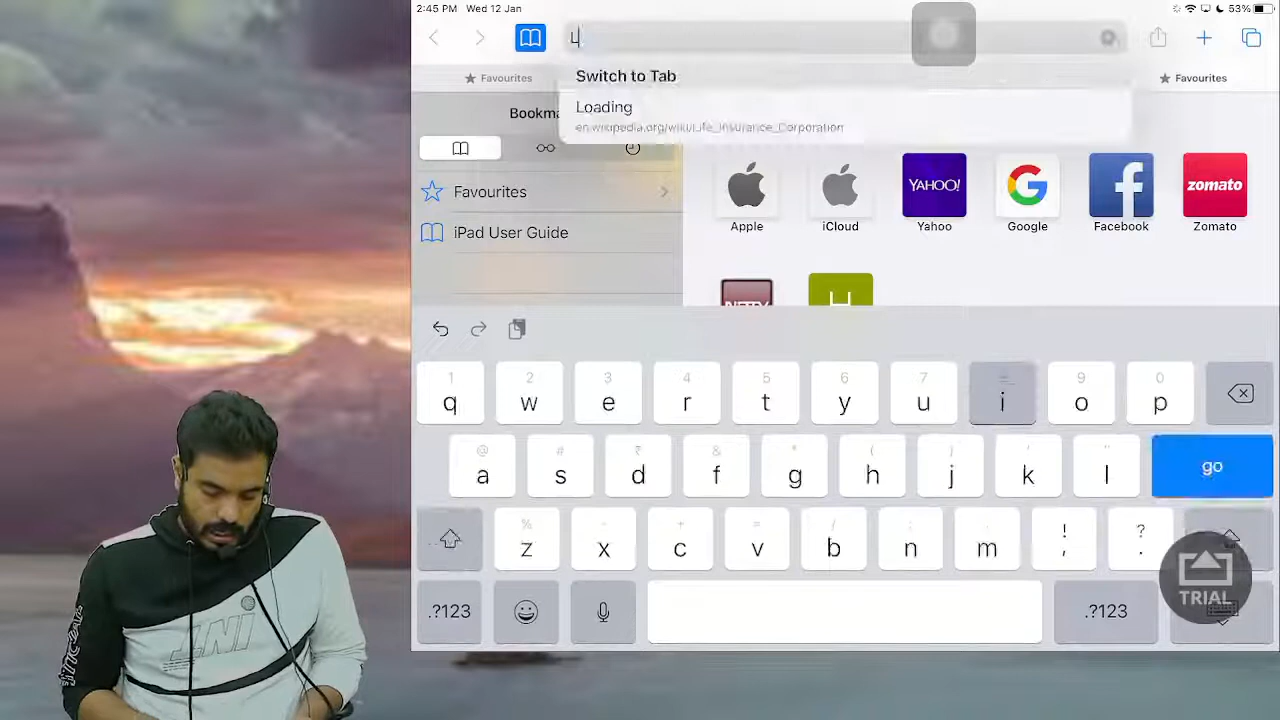 2:45 PM Wed 12 Jan
53%
Switch to Tab
Loading
en.wikipedia.org/wiki/Life_Insurance_Corporation
Favourites
Favourites
Bookma
Favourites
iPad User Guide
YAHOO!
G
f
zomato
Apple
iCloud
Yahoo
Google
Facebook
Zomato
NDTV
H
1 2 3 4 5 6 7 9 0
q w e r t y u i o p
@ # ₹ & * ( ) ' "
a s d f g h j k l go
% - + = / ; : ! ?
z x c v b n m , .
.?123 .?123
TRIAL
INTL